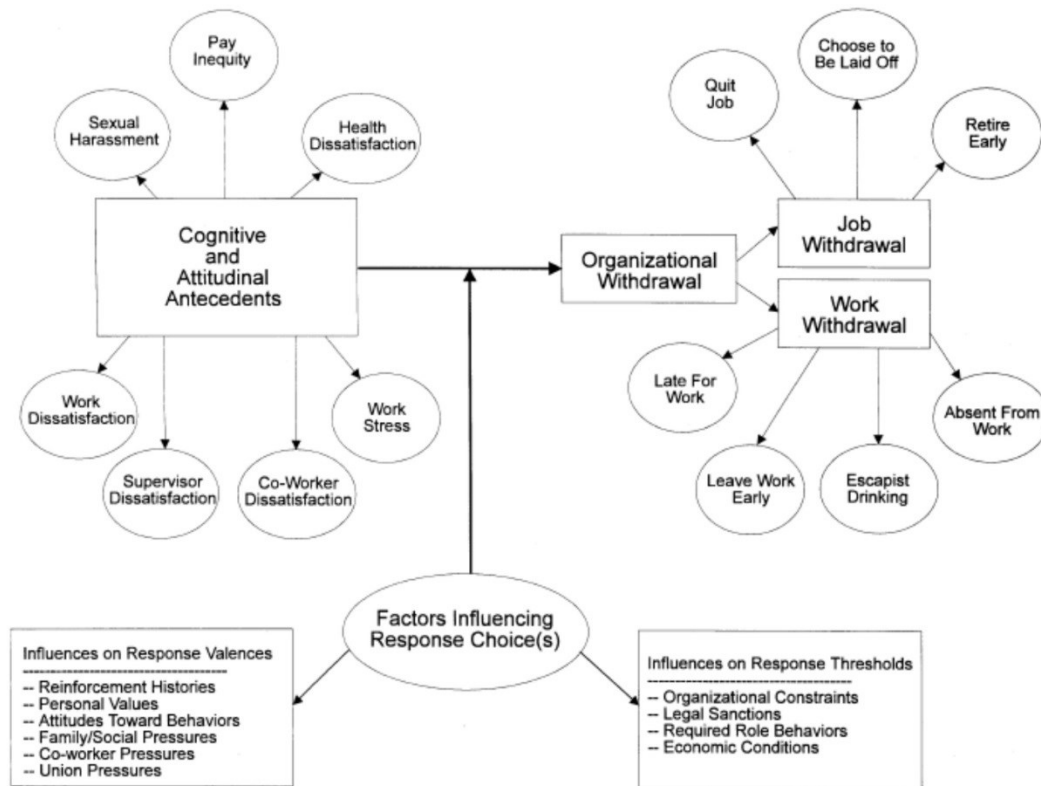 Pay
Inequity
Choose to
Be Laid Off
Quit
Job
Sexual
Harassment
Health
Dissatisfaction
Retire
Early
Cognitive
and
Attitudinal
Antecedents
Organizational
Withdrawal
Job
Withdrawal
Work
Withdrawal
Late For
Work
Work
Dissatisfaction
Work
Stress
Absent From
Work
Supervisor
Dissatisfaction
Co-Worker
Dissatisfaction
Leave Work
Early
Escapist
Drinking
Factors Influencing
Response Choice(s)
Influences on Response Valences
-- Reinforcement Histories
-- Personal Values
-- Attitudes Toward Behaviors
-- Family/Social Pressures
-- Co-worker Pressures
-- Union Pressures
Influences on Response Thresholds
-- Organizational Constraints
-- Legal Sanctions
-- Required Role Behaviors
-- Economic Conditions